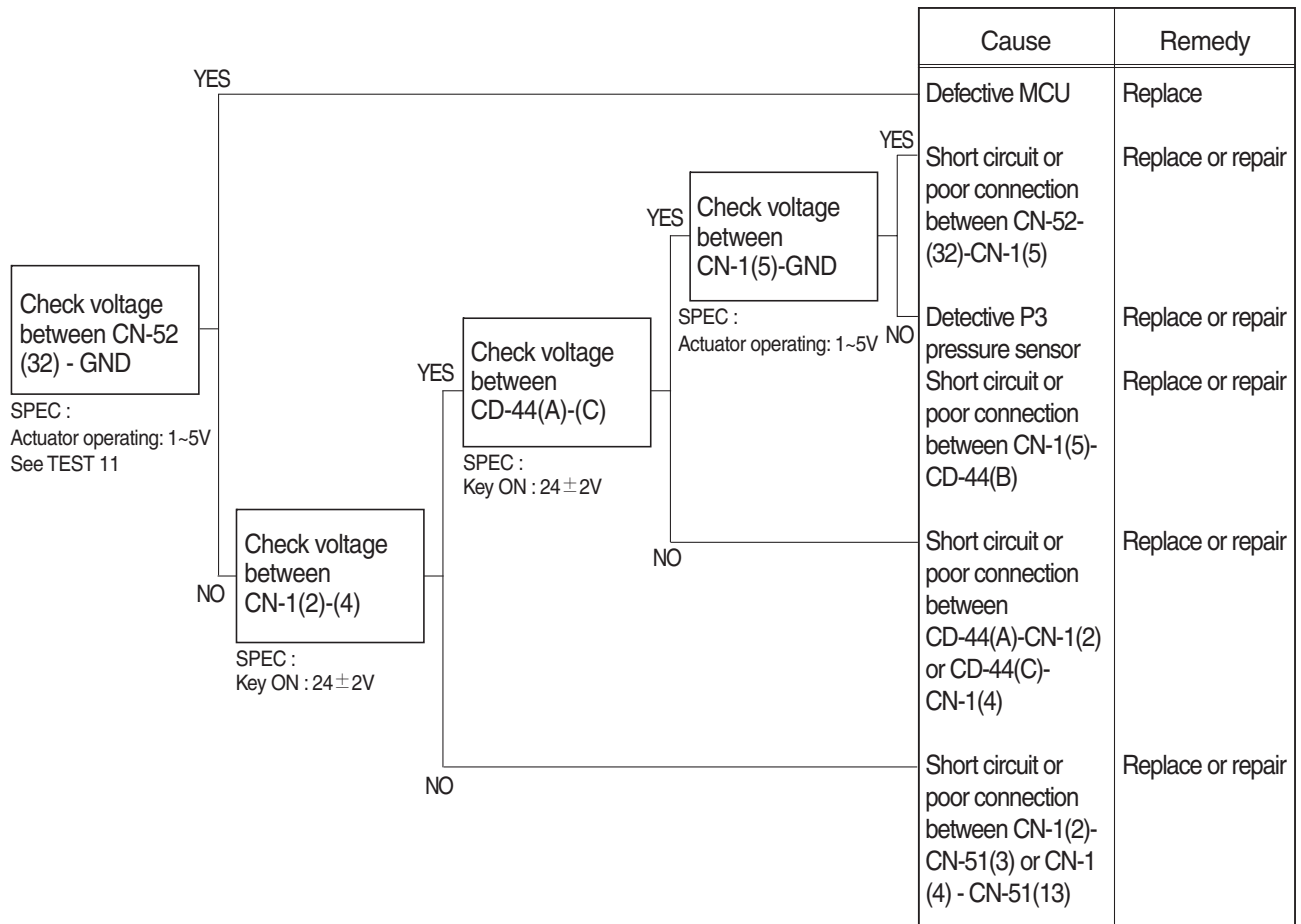 Cause
Remedy
YES
Defective MCU
Replace
YES
Short circuit or
poor connection
between CN-52-
(32)-CN-1(5)
Replace or repair
YES
Check voltage
between
CN-1(5)-GND
SPEC :
Actuator operating: 1~5V
NO
Detective P3
pressure sensor
Replace or repair
Short circuit or
poor connection
between CN-1(5)-
CD-44(B)
Replace or repair
Check voltage
between CN-52
(32) - GND
SPEC :
Actuator operating: 1~5V
See TEST 11
YES
Check voltage
between
CD-44(A)-(C)
SPEC :
Key ON : 24±2V
NO
Short circuit or
poor connection
between
CD-44(A)-CN-1(2)
or CD-44(C)-
CN-1(4)
Replace or repair
NO
Check voltage
between
CN-1(2)-(4)
SPEC :
Key ON : 24±2V
NO
Short circuit or
poor connection
between CN-1(2)-
CN-51(3) or CN-1
(4) - CN-51(13)
Replace or repair